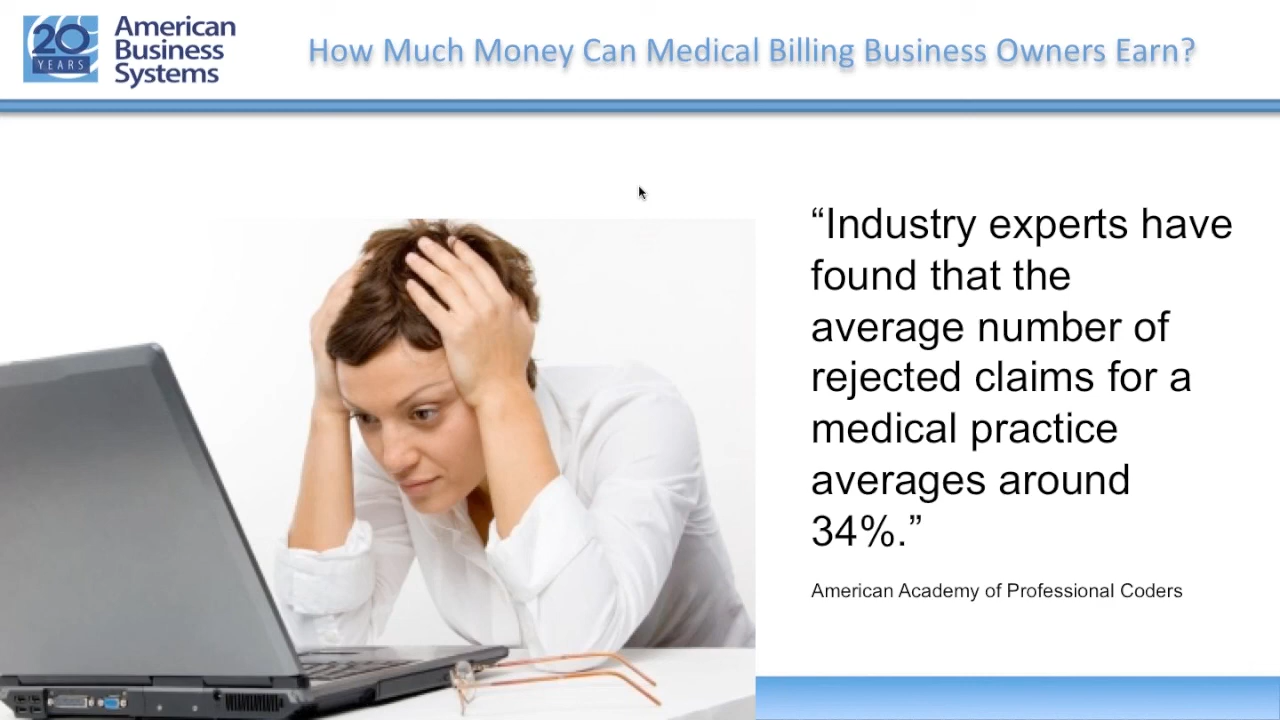 20
YEARS
American
Business
Systems
How Much Money Can Medical Billing Business Owners Earn?
“Industry experts have
found that the
average number of
rejected claims for a
medical practice
averages around
34%.”
American Academy of Professional Coders